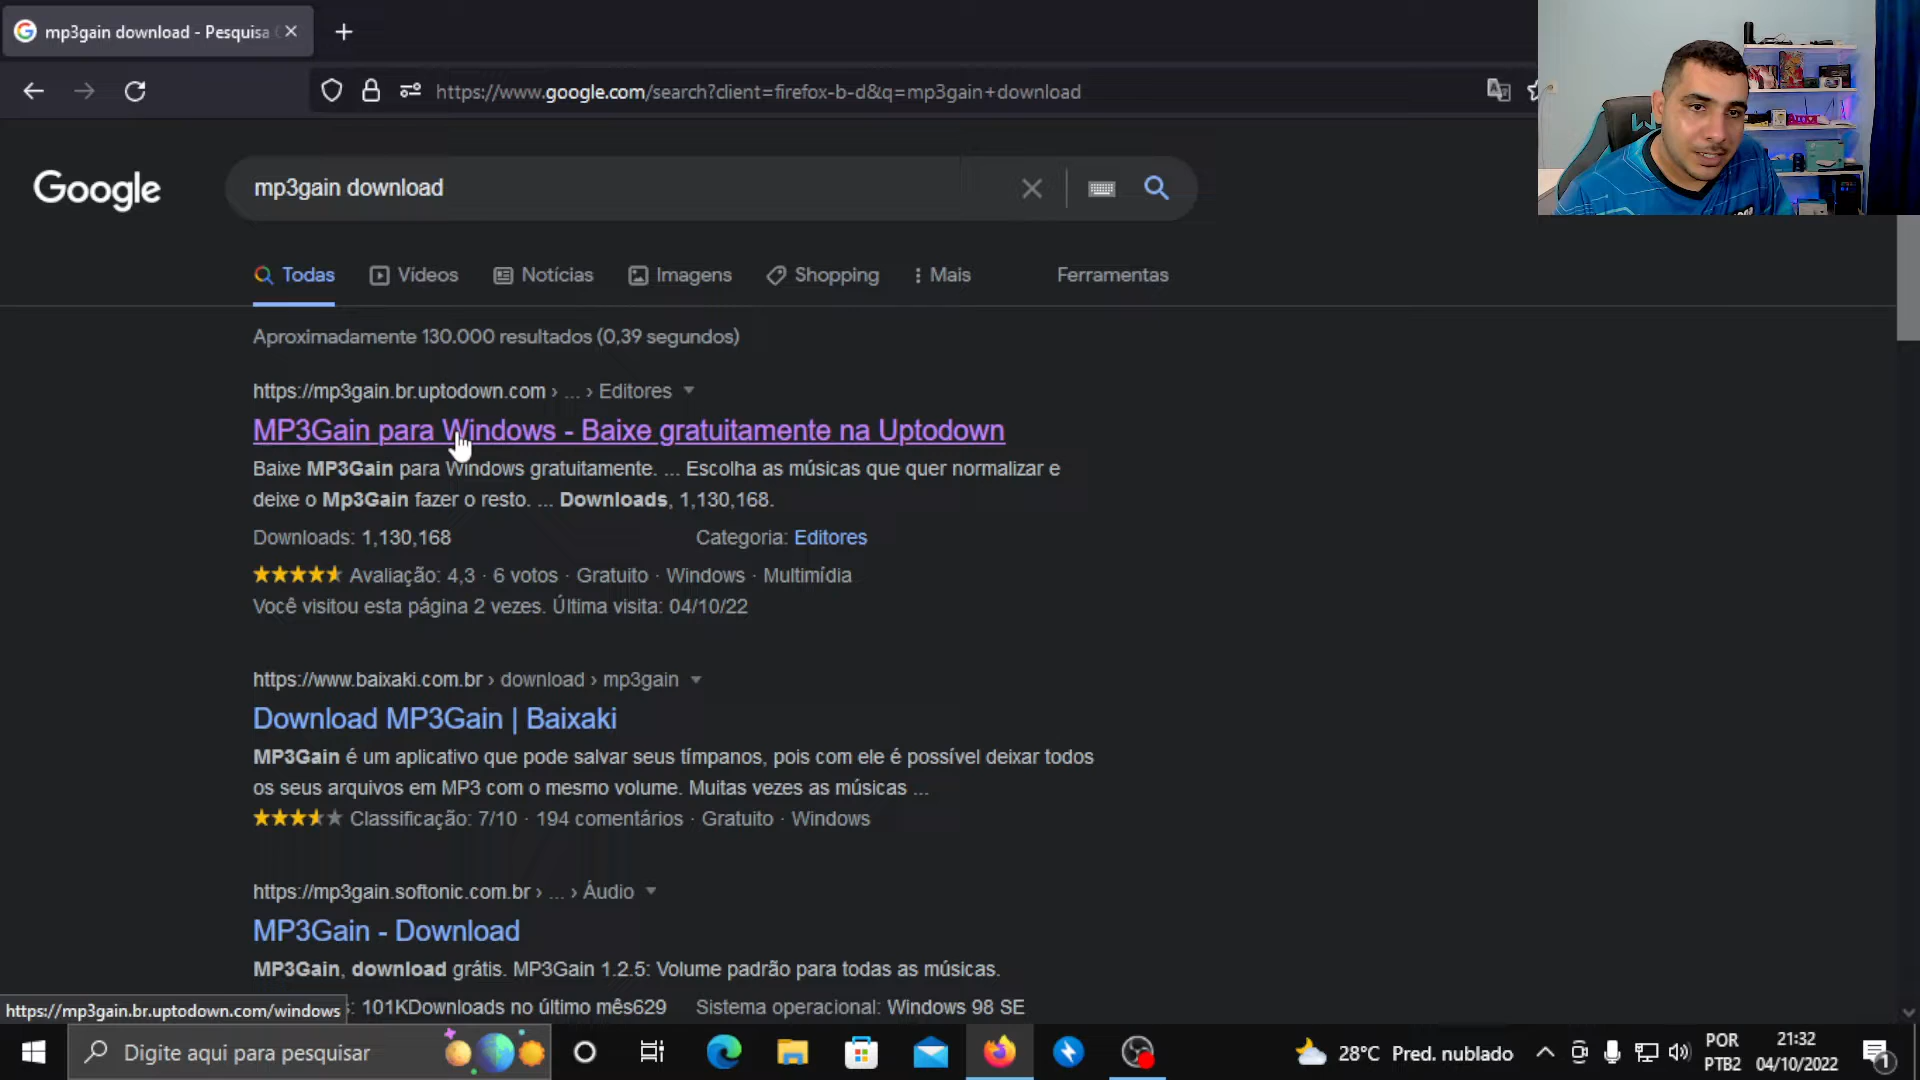 mp3gain download - Pesquisa
https://www.google.com/search?client=firefox-b-d&q=mp3gain+download
Google
mp3gain download
Todas
Vídeos
Notícias
Imagens
Shopping
Mais
Ferramentas
Aproximadamente 130.000 resultados (0,39 segundos)
https://mp3gain.br.uptodown.com › ... › Editores
MP3Gain para Windows - Baixe gratuitamente na Uptodown
Baixe MP3Gain para Windows gratuitamente. ... Escolha as músicas que quer normalizar e
deixe o Mp3Gain fazer o resto. ... Downloads, 1,130,168.
Downloads: 1,130,168 Categoria: Editores
Avaliação: 4,3 · 6 votos · Gratuito · Windows · Multimídia
Você visitou esta página 2 vezes. Última visita: 04/10/22
https://www.baixaki.com.br › download › mp3gain
Download MP3Gain | Baixaki
MP3Gain é um aplicativo que pode salvar seus tímpanos, pois com ele é possível deixar todos
os seus arquivos em MP3 com o mesmo volume. Muitas vezes as músicas ...
Classificação: 7/10 · 194 comentários · Gratuito · Windows
https://mp3gain.softonic.com.br › ... › Áudio
MP3Gain - Download
MP3Gain, download grátis. MP3Gain 1.2.5: Volume padrão para todas as músicas.
: 101KDownloads no último mês629 Sistema operacional: Windows 98 SE
https://mp3gain.br.uptodown.com/windows
Digite aqui para pesquisar
28°C Pred. nublado
POR
PTB2
21:32
04/10/2022
1